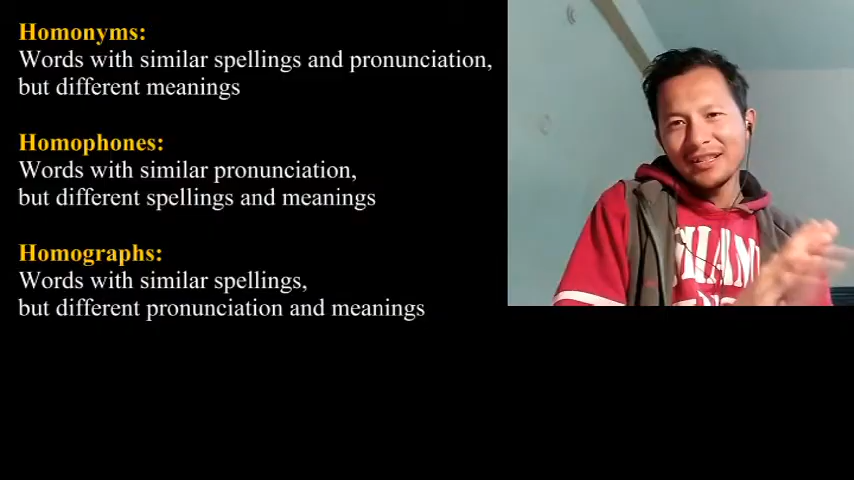 Homonyms:
Words with similar spellings and pronunciation,
but different meanings
Homophones:
Words with similar pronunciation,
but different spellings and meanings
Homographs:
Words with similar spellings,
but different pronunciation and meanings